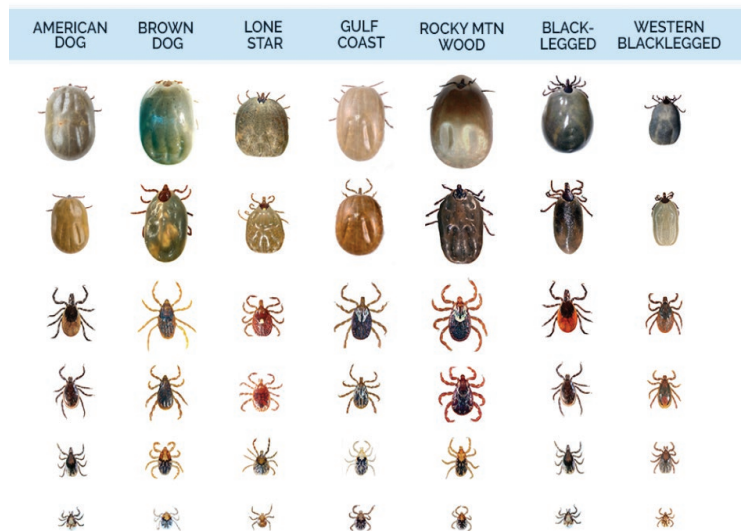 AMERICAN DOG
BROWN DOG
LONE STAR
GULF COAST
ROCKY MTN WOOD
BLACK-LEGGED
WESTERN BLACKLEGGED